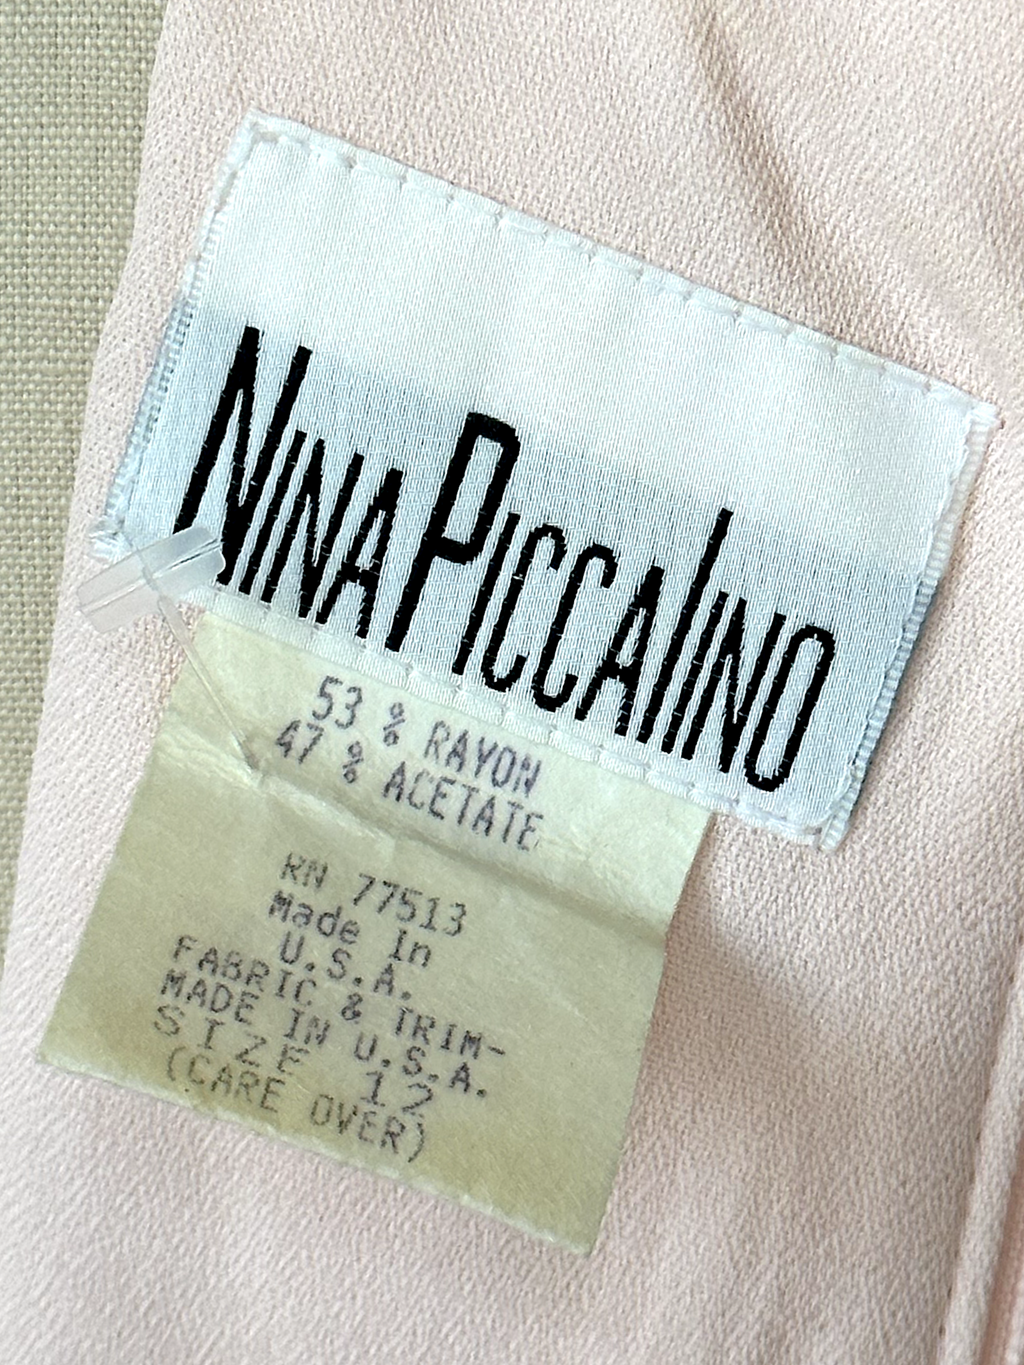 NINA PICCALINO
53 % RAYON
47 % ACETATE
RN 77513
Made In
U.S.A.
FABRIC & TRIM-
MADE IN U.S.A.
SIZE 12
(CARE OVER)